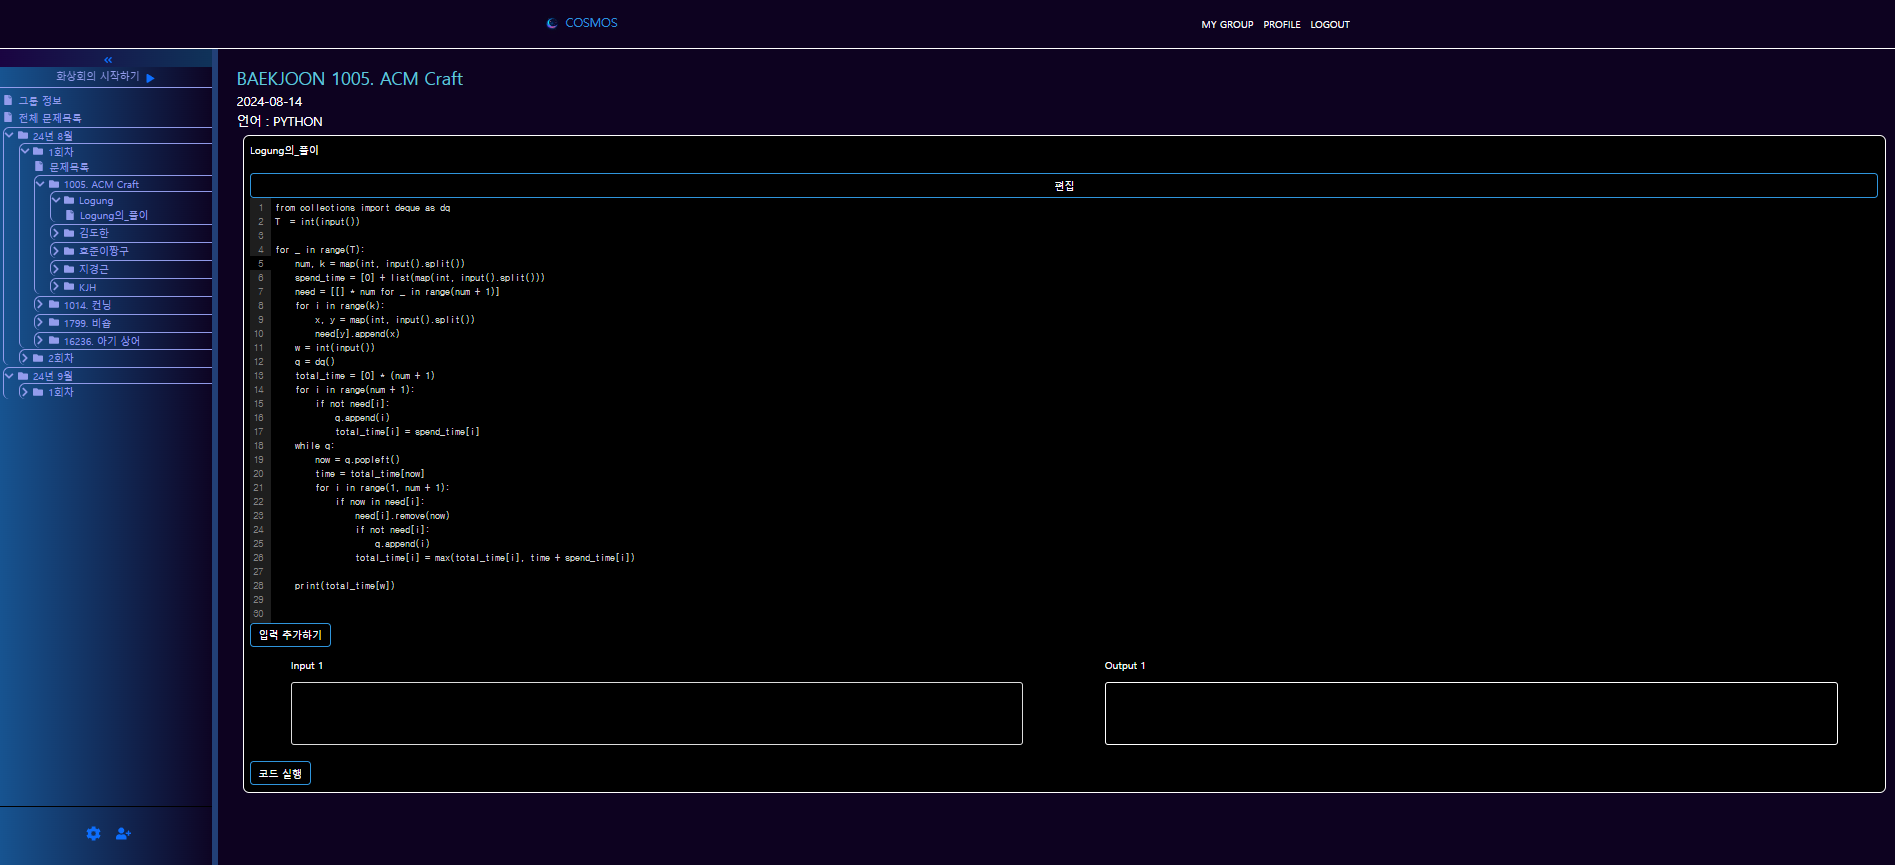 COSMOS
MY GROUP PROFILE LOGOUT
«
화상회의 시작하기
그룹 정보
전체 문제목록
24년 8월
1회차
문제목록
1005. ACM Craft
Logung
Logung의_풀이
김도한
효준이짱구
지경근
KJH
1014. 컨닝
1799. 비숍
16236. 아기 상어
2회차
24년 9월
1회차
BAEKJOON 1005. ACM Craft
2024-08-14
언어 : PYTHON
Logung의_풀이
편집
1 from collections import deque as dq
2 T  = int(input())
3
4 for _ in range(T):
5     num, k = map(int, input().split())
6     spend_time = [0] + list(map(int, input().split()))
7     need = [[] * num for _ in range(num + 1)]
8     for i in range(k):
9         x, y = map(int, input().split())
10         need[y].append(x)
11     w = int(input())
12     q = dq()
13     total_time = [0] * (num + 1)
14     for i in range(num + 1):
15         if not need[i]:
16             q.append(i)
17             total_time[i] = spend_time[i]
18     while q:
19         now = q.popleft()
20         time = total_time[now]
21         for i in range(1, num + 1):
22             if now in need[i]:
23                 need[i].remove(now)
24                 if not need[i]:
25                     q.append(i)
26                 total_time[i] = max(total_time[i], time + spend_time[i])
27
28     print(total_time[w])
29
30
입력 추가하기
Input 1
Output 1
코드 실행